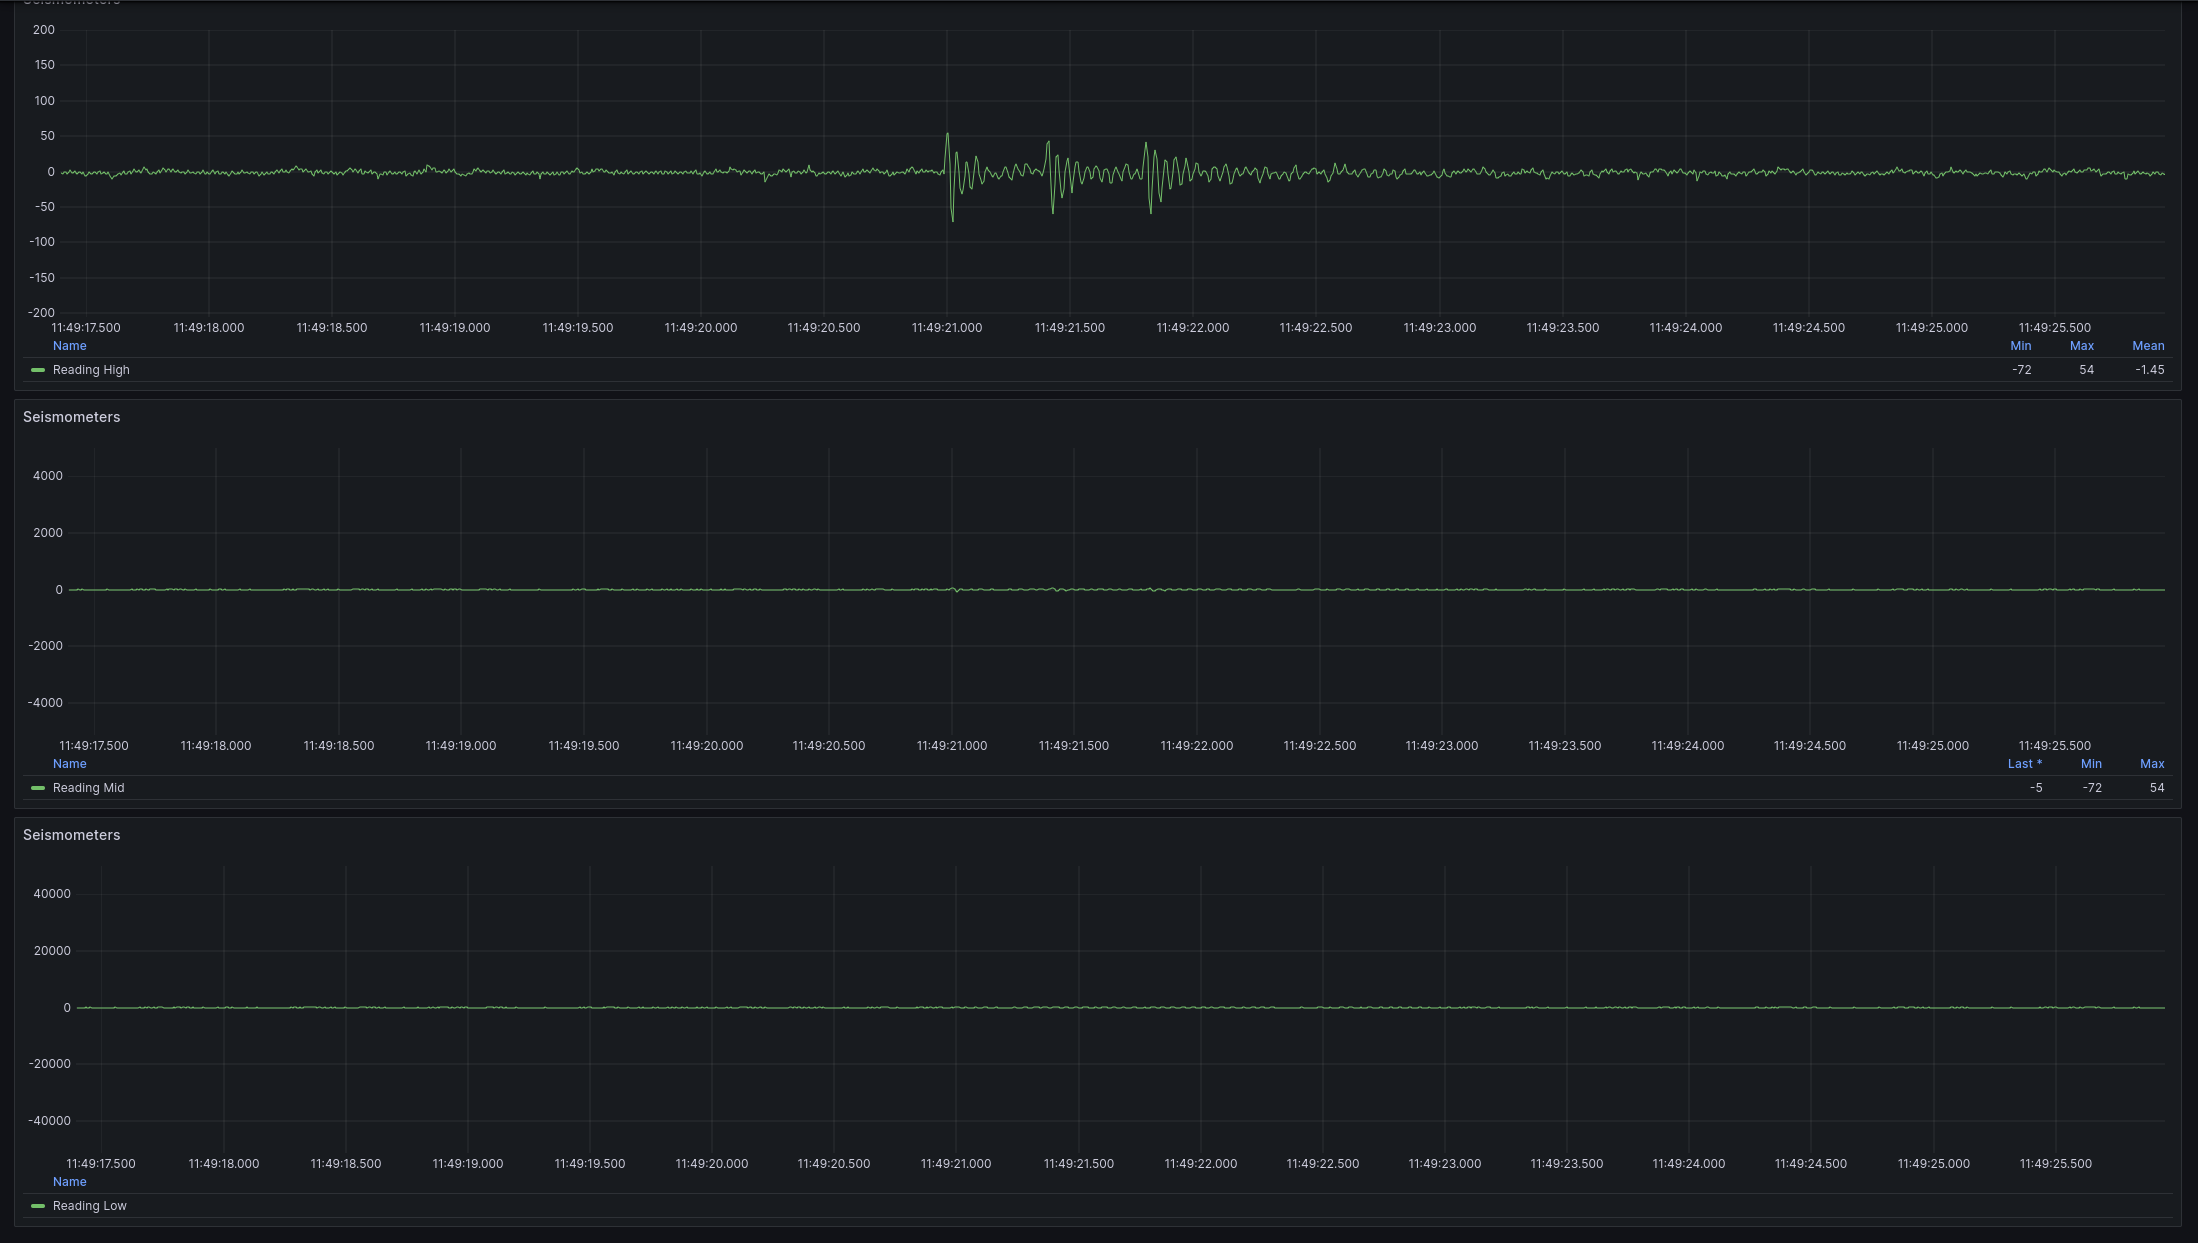 Seismometers
200
150
100
50
0
-50
-100
-150
-200
11:49:17.500 11:49:18.000 11:49:18.500 11:49:19.000 11:49:19.500 11:49:20.000 11:49:20.500 11:49:21.000 11:49:21.500 11:49:22.000 11:49:22.500 11:49:23.000 11:49:23.500 11:49:24.000 11:49:24.500 11:49:25.000 11:49:25.500
Name Min Max Mean
Reading High -72 54 -1.45
Seismometers
4000
2000
0
-2000
-4000
11:49:17.500 11:49:18.000 11:49:18.500 11:49:19.000 11:49:19.500 11:49:20.000 11:49:20.500 11:49:21.000 11:49:21.500 11:49:22.000 11:49:22.500 11:49:23.000 11:49:23.500 11:49:24.000 11:49:24.500 11:49:25.000 11:49:25.500
Name Last * Min Max
Reading Mid -5 -72 54
Seismometers
40000
20000
0
-20000
-40000
11:49:17.500 11:49:18.000 11:49:18.500 11:49:19.000 11:49:19.500 11:49:20.000 11:49:20.500 11:49:21.000 11:49:21.500 11:49:22.000 11:49:22.500 11:49:23.000 11:49:23.500 11:49:24.000 11:49:24.500 11:49:25.000 11:49:25.500
Name
Reading Low